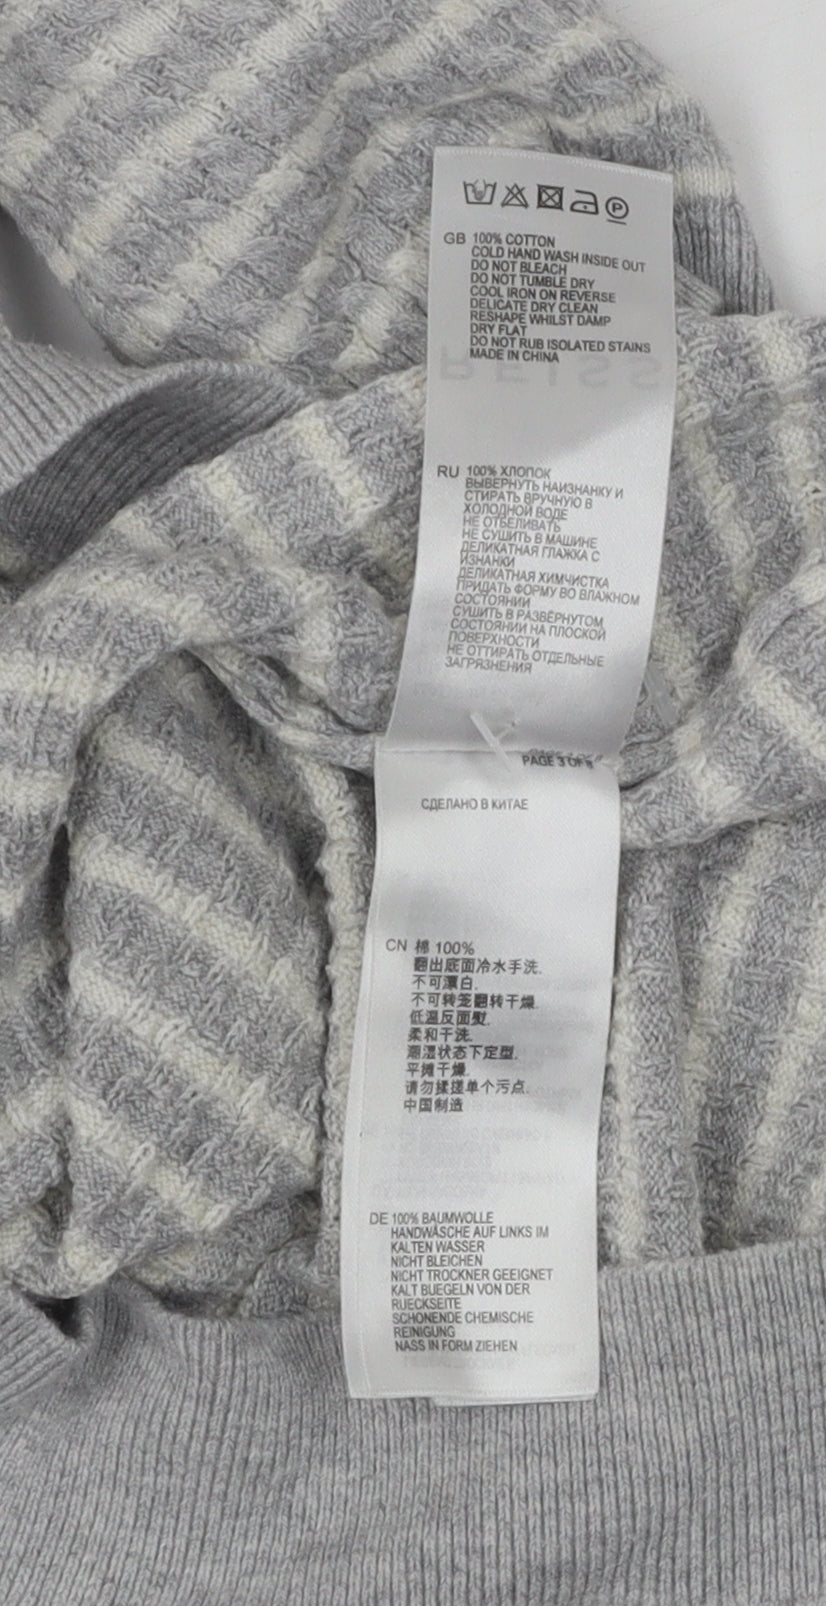 GB 100% COTTON
COLD HAND WASH INSIDE OUT
DO NOT BLEACH
DO NOT TUMBLE DRY
COOL IRON ON REVERSE
DELICATE DRY CLEAN
RESHAPE WHILST DAMP
DRY FLAT
DO NOT RUB ISOLATED STAINS
MADE IN CHINA
RU 100% ХЛОПОК
ВЫВЕРНУТЬ НАИЗНАНКУ И
СТИРАТЬ ВРУЧНУЮ В
ХОЛОДНОЙ ВОДЕ
НЕ ОТБЕЛИВАТЬ
НЕ СУШИТЬ В МАШИНЕ
ДЕЛИКАТНАЯ ГЛАЖКА С
ИЗНАНКИ
ДЕЛИКАТНАЯ ХИМЧИСТКА
ПРИДАТЬ ФОРМУ ВО ВЛАЖНОМ
СОСТОЯНИИ
СУШИТЬ В РАЗВЁРНУТОМ
СОСТОЯНИИ НА ПЛОСКОЙ
ПОВЕРХНОСТИ
НЕ ОТТИРАТЬ ОТДЕЛЬНЫЕ
ЗАГРЯЗНЕНИЯ
PAGE 3 OF
СДЕЛАНО В КИТАЕ
CN 棉 100%
翻出底面冷水手洗.
不可漂白.
不可转笼翻转干燥.
低温反面熨.
柔和干洗.
潮湿状态下定型.
平摊干燥.
请勿揉搓单个污点.
中国制造
DE 100% BAUMWOLLE
HANDWÄSCHE AUF LINKS IM
KALTEN WASSER
NICHT BLEICHEN
NICHT TROCKNER GEEIGNET
KALT BUEGELN VON DER
RUECKSEITE
SCHONENDE CHEMISCHE
REINIGUNG
NASS IN FORM ZIEHEN